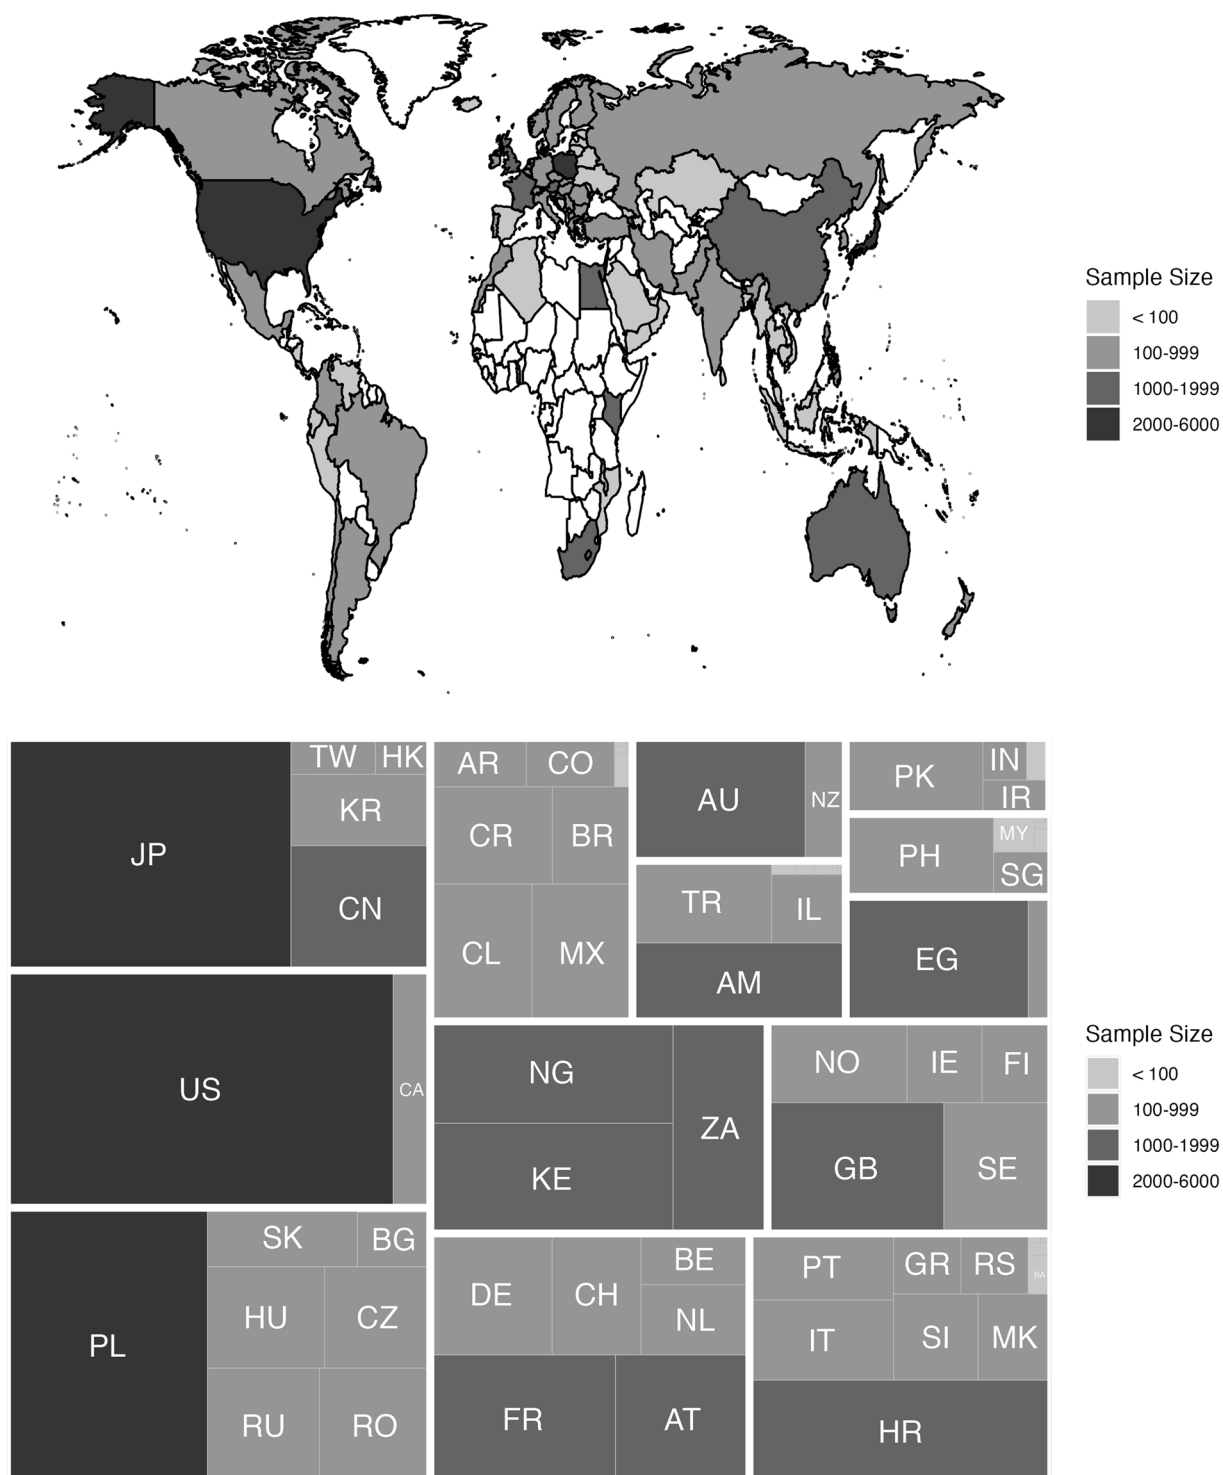 Sample Size
< 100
100-999
1000-1999
2000-6000
TW HK
KR
JP
CN
AR CO
CR BR
CL MX
AU NZ
TR IL
AM
PK IN
IR
PH MY
SG
EG
US CA
NG
KE
ZA
NO IE FI
GB SE
Sample Size
< 100
100-999
1000-1999
2000-6000
PL
SK BG
HU CZ
RU RO
DE CH BE
NL
FR AT
PT GR RS BA
IT SI MK
HR